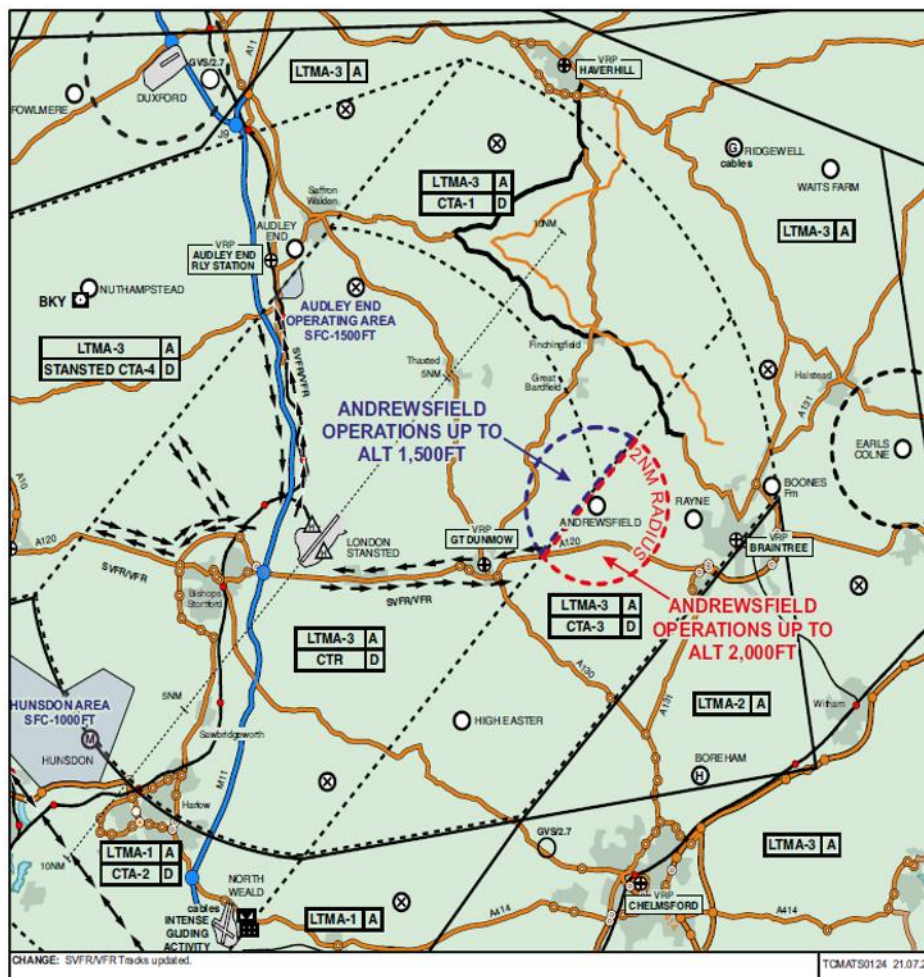 A11
LTMA-3 A
GVS/2.7
DUXFORD
FOWLMERE
J9
VRP
HAVERHILL
G RIDGEWELL
cables
WAITS FARM
LTMA-3 A
CTA-1 D
LTMA-3 A
Saffron
Walden
10NM
AUDLEY
END
VRP
AUDLEY END
RLY STATION
NUTHAMPSTEAD
BKY
AUDLEY END
OPERATING AREA
SFC-1500FT
SVFR/VFR
LTMA-3 A
STANSTED CTA-4 D
Finchingfield
Thaxted
5NM
Great
Bardfield
Halstead
A131
ANDREWSFIELD
OPERATIONS UP TO
ALT 1,500FT
2NM RADIUS
EARLS
COLNE
BOONES
Fm
RAYNE
ANDREWSFIELD
A10
A120
SVFR/VFR
H
LONDON
STANSTED
VRP
GT DUNMOW
A120
VRP
BRAINTREE
Bishops
Stortford
SVFR/VFR
LTMA-3 A
CTA-3 D
ANDREWSFIELD
OPERATIONS UP TO
ALT 2,000FT
LTMA-3 A
CTR D
A130
A131
HUNSDON AREA
SFC-1000FT
5NM
LTMA-2 A
Witham
M
HUNSDON
Sawbridgeworth
M11
HIGH EASTER
BOREHAM
H
Harlow
GVS/2.7
LTMA-3 A
LTMA-1 A
CTA-2 D
10NM
NORTH
WEALD
cables
INTENSE
GLIDING
ACTIVITY
LTMA-1 A
A414
VRP
CHELMSFORD
A414
CHANGE: SVFR/VFR Tracks updated.
TCMATS0124 21.07.2